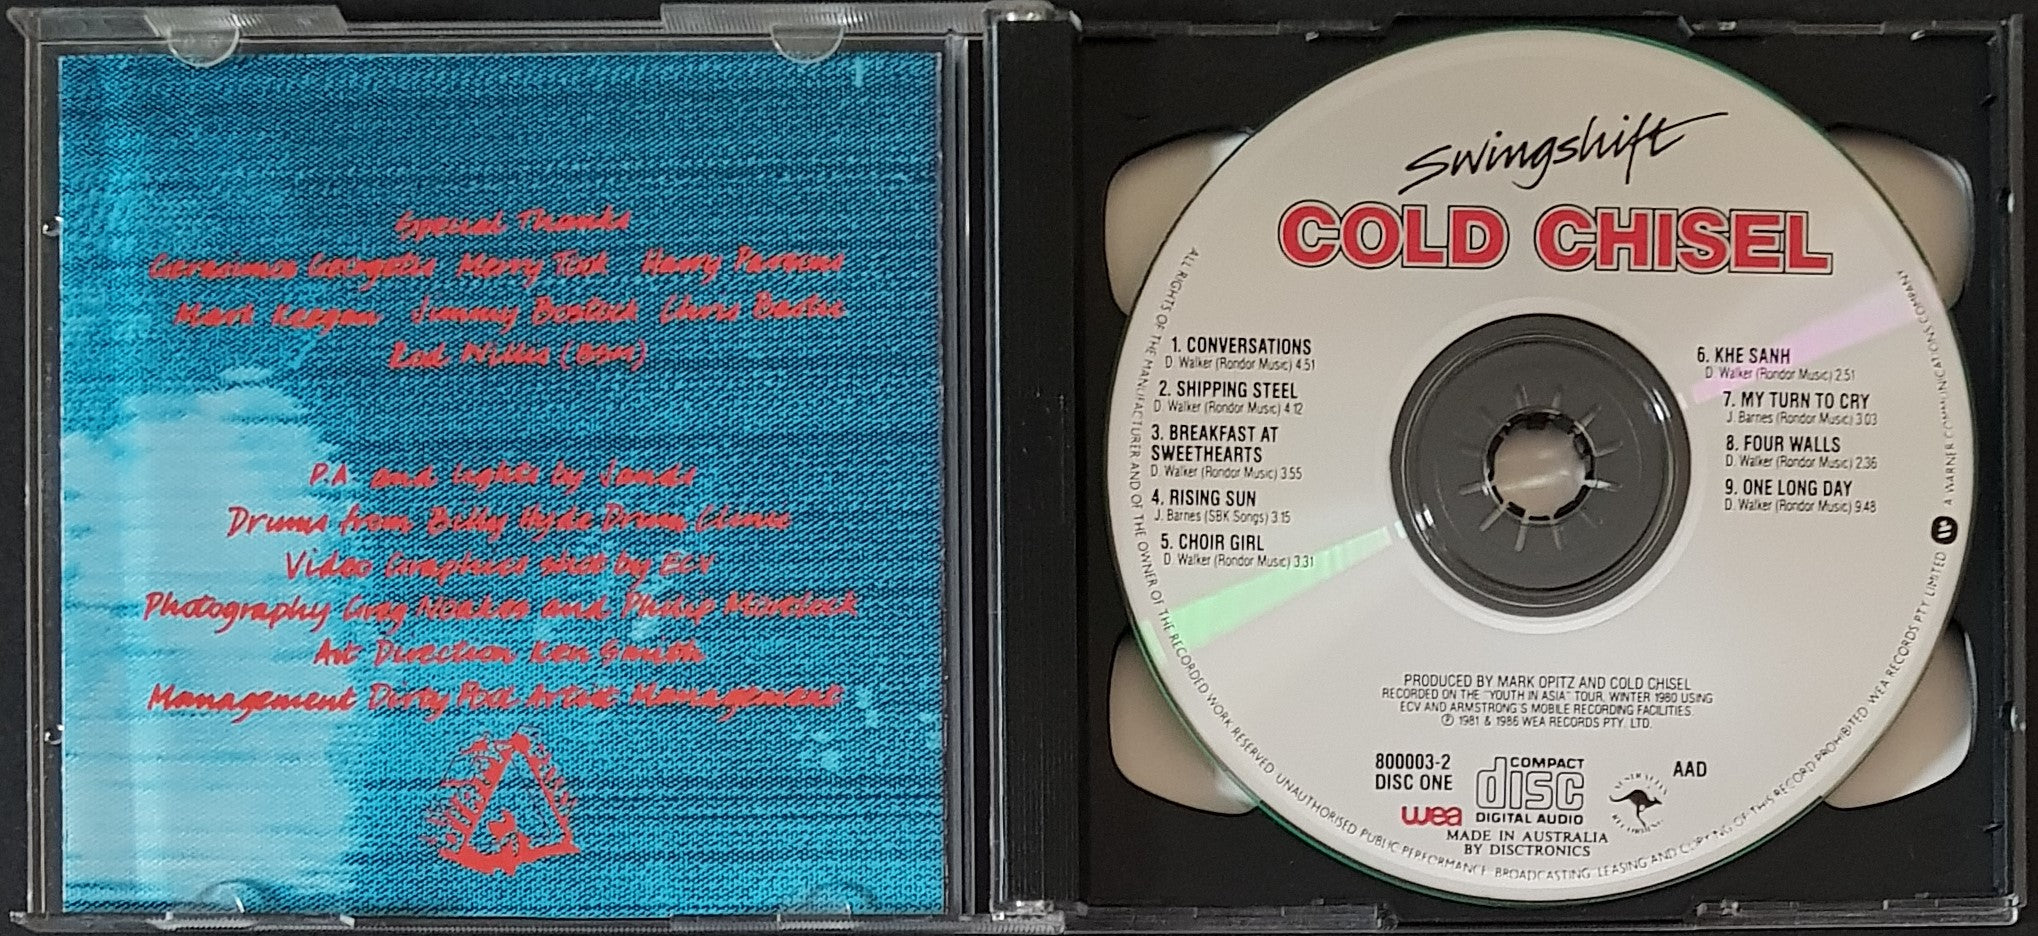 Special Thanks
Gerasimos Grougotis Merry Tink Harry Parsons
Mark Keegan Jimmy Bostock Chris Bastic
Rod Willis (BSM)
P.A. and Lights by Jands
Drums from Billy Hyde Drum Clinic
Video Graphics shot by ECV
Photography Greg Noakes and Philip Mortlock
Art Direction Ken Smith
Management Dirty Pool Artist Management
Swingshift
COLD CHISEL
1. CONVERSATIONS
D. Walker (Rondor Music) 4.51
2. SHIPPING STEEL
D. Walker (Rondor Music) 4.12
3. BREAKFAST AT
SWEETHEARTS
D. Walker (Rondor Music) 3.55
4. RISING SUN
J. Barnes (SBK Songs) 3.15
5. CHOIR GIRL
D. Walker (Rondor Music) 3.31
6. KHE SANH
D. Walker (Rondor Music) 2.51
7. MY TURN TO CRY
J. Barnes (Rondor Music) 3.03
8. FOUR WALLS
D. Walker (Rondor Music) 2.36
9. ONE LONG DAY
D. Walker (Rondor Music) 9.48
PRODUCED BY MARK OPITZ AND COLD CHISEL
RECORDED ON THE "YOUTH IN ASIA" TOUR, WINTER 1980 USING
ECV AND ARMSTRONG'S MOBILE RECORDING FACILITIES.
℗ 1981 & 1986 WEA RECORDS PTY. LTD.
800003-2
DISC ONE
wea
COMPACT
disc
DIGITAL AUDIO
AUSTRALIAN
RECORDING
AAD
MADE IN AUSTRALIA
BY DISCTRONICS
ALL RIGHTS OF THE MANUFACTURER AND OF THE OWNER OF THE RECORDED WORK RESERVED. UNAUTHORISED PUBLIC PERFORMANCE BROADCASTING LEASING AND COPYING OF THIS RECORD PROHIBITED. WEA RECORDS PTY LIMITED A WARNER COMMUNICATIONS COMPANY